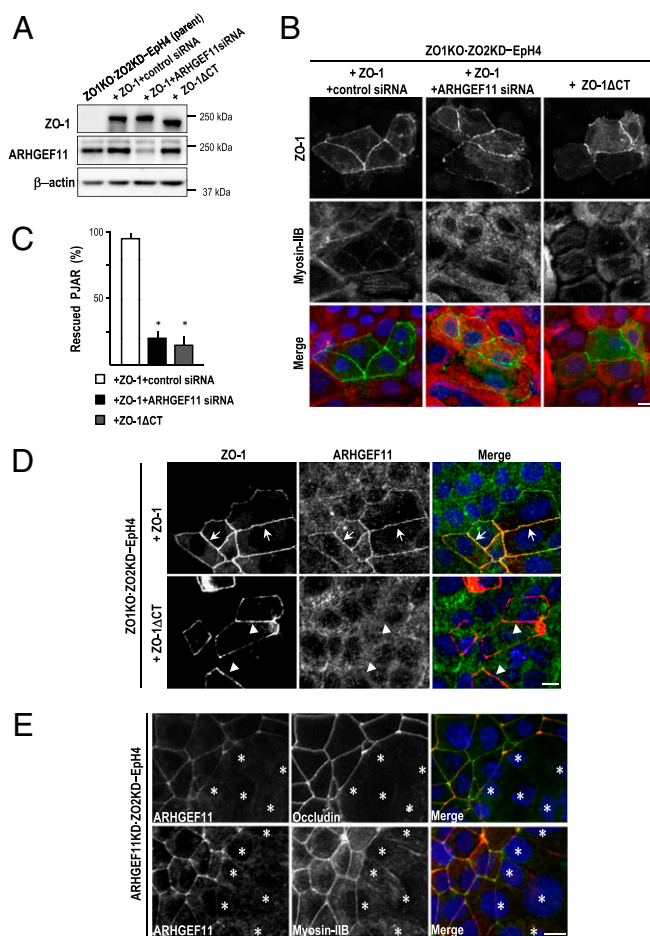 A
ZO1KO·ZO2KD−EpH4 (parent)
+ ZO-1+control siRNA
+ ZO-1+ARHGEF11siRNA
+ ZO-1ΔCT
ZO-1
250 kDa
ARHGEF11
250 kDa
β−actin
37 kDa
B
ZO1KO·ZO2KD−EpH4
+ ZO-1
+control siRNA
+ ZO-1
+ARHGEF11 siRNA
+ ZO-1ΔCT
ZO-1
Myosin-IIB
Merge
C
Rescued PJAR (%)
100
50
*
*
+ZO-1+control siRNA
+ZO-1+ARHGEF11 siRNA
+ZO-1ΔCT
D
ZO-1
ARHGEF11
Merge
ZO1KO·ZO2KD−EpH4
+ ZO-1
+ ZO-1ΔCT
E
ARHGEF11KD·ZO2KD−EpH4
* * * * *
* * * * *
* * * * *
ARHGEF11
Occludin
Merge
* * * * *
* * * * *
* * * * *
ARHGEF11
Myosin-IIB
Merge